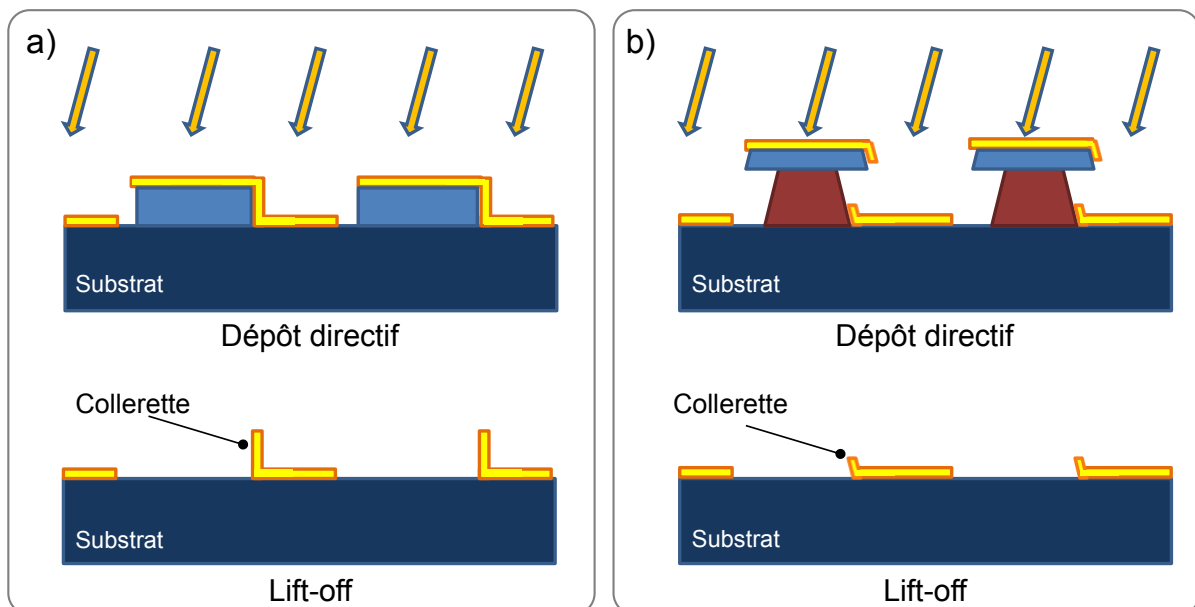 a)
Substrat
Dépôt directif
Collerette
Substrat
Lift-off
b)
Substrat
Dépôt directif
Collerette
Substrat
Lift-off